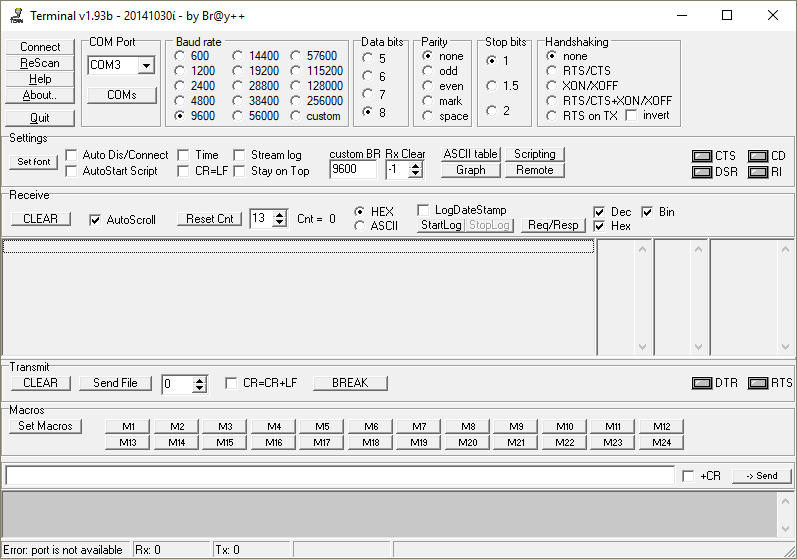 Terminal v1.93b - 20141030ἱ - by Br@y++
Connect
ReScan
Help
About..
Quit
COM Port
COM3
COMs
Baud rate
600 14400 57600
1200 19200 115200
2400 28800 128000
4800 38400 256000
9600 56000 custom
Data bits
5
6
7
8
Parity
none
odd
even
mark
space
Stop bits
1
1.5
2
Handshaking
none
RTS/CTS
XON/XOFF
RTS/CTS+XON/XOFF
RTS on TX invert
Settings
Set font
Auto Dis/Connect Time Stream log
AutoStart Script CR=LF Stay on Top
custom BR Rx Clear
9600 -1
ASCII table Scripting
Graph Remote
CTS CD
DSR RI
Receive
CLEAR AutoScroll Reset Cnt 13 Cnt = 0
HEX
ASCII
LogDateStamp
StartLog StopLog Req/Resp
Dec Bin
Hex
Transmit
CLEAR Send File 0 CR=CR+LF BREAK DTR RTS
Macros
Set Macros M1 M2 M3 M4 M5 M6 M7 M8 M9 M10 M11 M12
M13 M14 M15 M16 M17 M18 M19 M20 M21 M22 M23 M24
+CR -> Send
Error: port is not available Rx: 0 Tx: 0